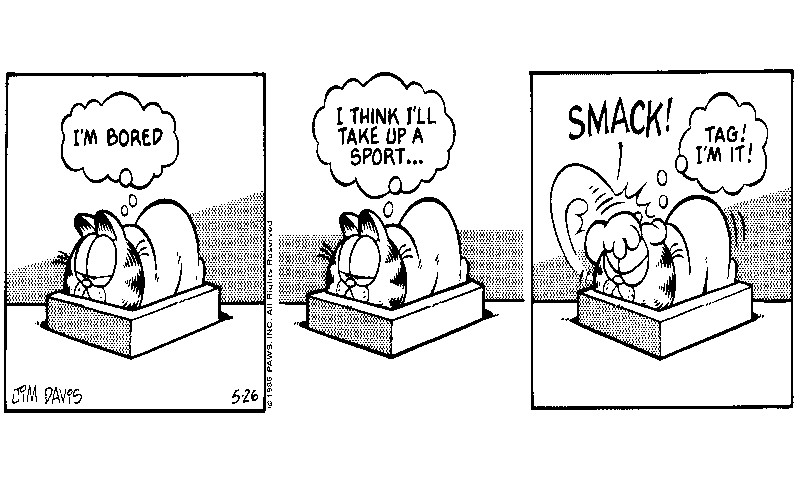 I'M BORED
JIM DAVIS
5-26
© 1986 PAWS, INC. All Rights Reserved
I THINK I'LL
TAKE UP A
SPORT...
SMACK!
TAG!
I'M IT!